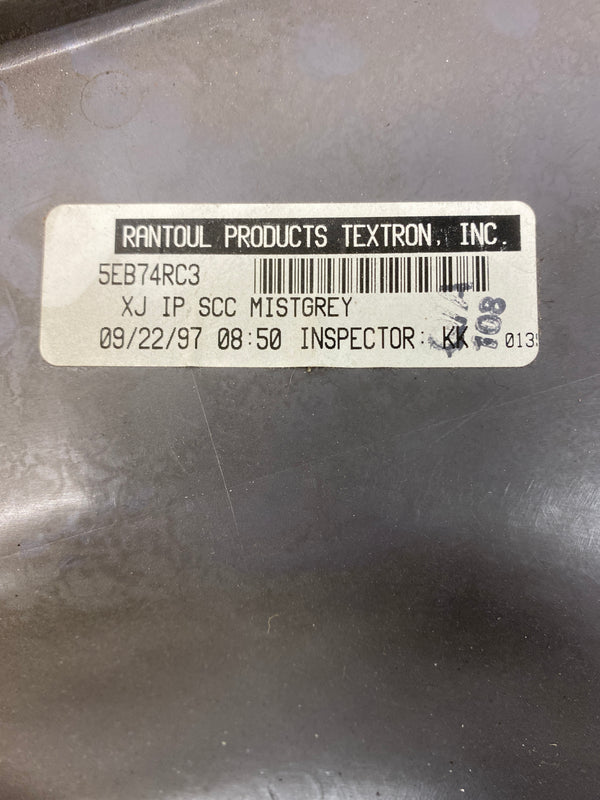 RANTOUL PRODUCTS TEXTRON, INC.
5EB74RC3
XJ IP SCC MISTGREY
09/22/97 08:50 INSPECTOR: KK
108